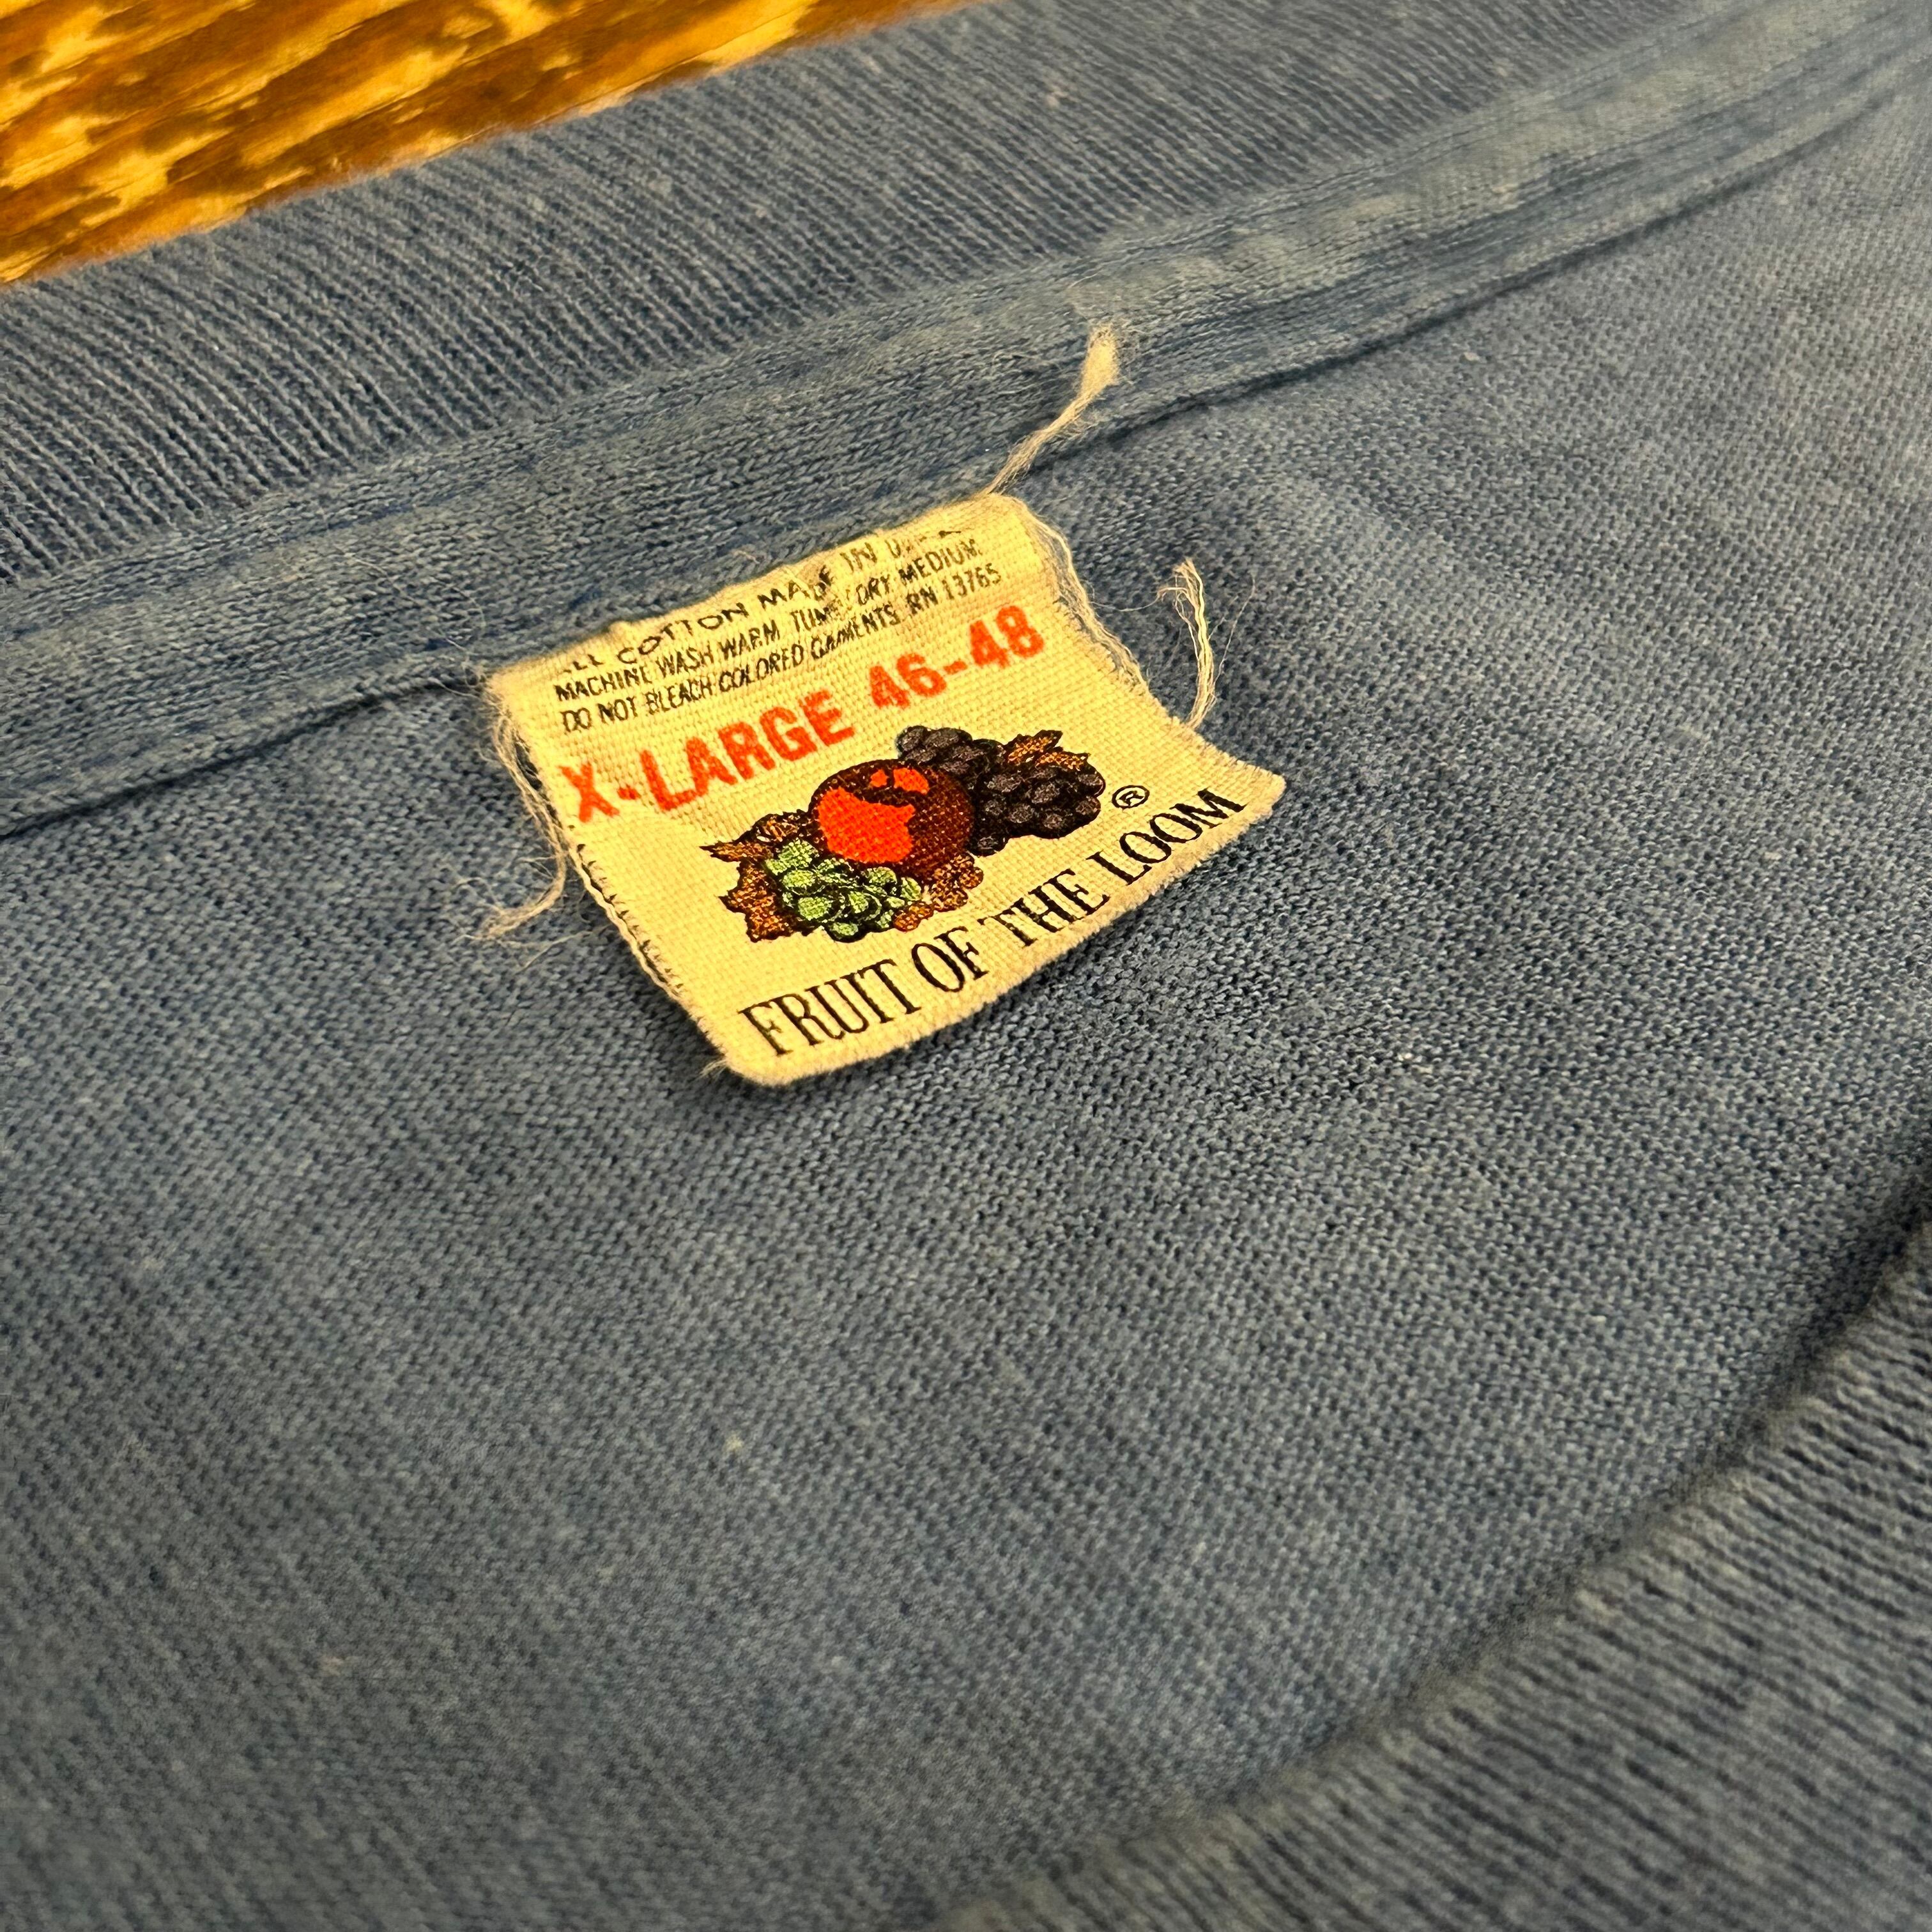 ALL COTTON MADE IN U.S.A.
MACHINE WASH WARM TUMBLE DRY MEDIUM
DO NOT BLEACH COLORED GARMENTS RN 13765
X-LARGE 46-48
®
FRUIT OF THE LOOM